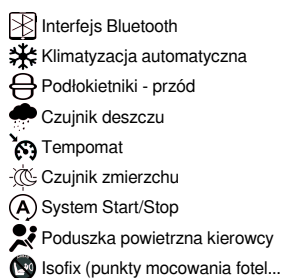 Interfejs Bluetooth
Klimatyzacja automatyczna
Podłokietniki - przód
Czujnik deszczu
Tempomat
Czujnik zmierzchu
System Start/Stop
Poduszka powietrzna kierowcy
Isofix (punkty mocowania fotel...